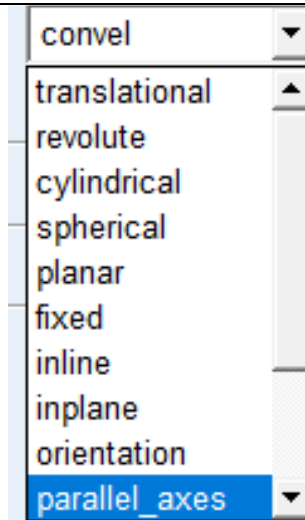 convel
translational
revolute
cylindrical
spherical
planar
fixed
inline
inplane
orientation
parallel_axes